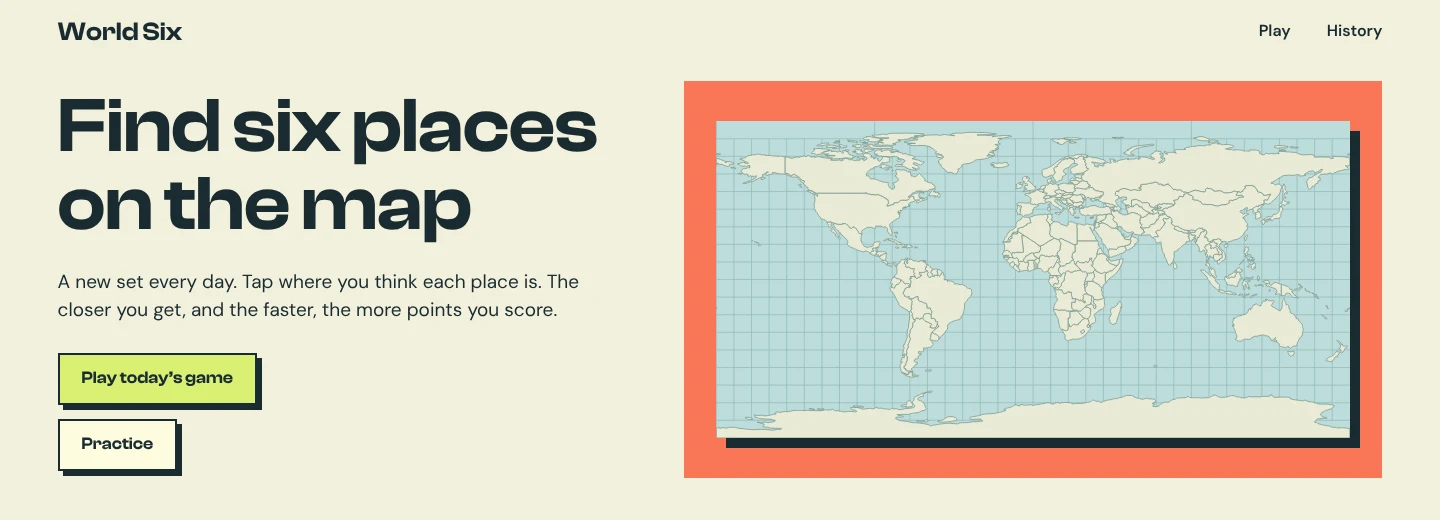 World Six
Play
History
Find six places
on the map
A new set every day. Tap where you think each place is. The
closer you get, and the faster, the more points you score.
Play today’s game
Practice